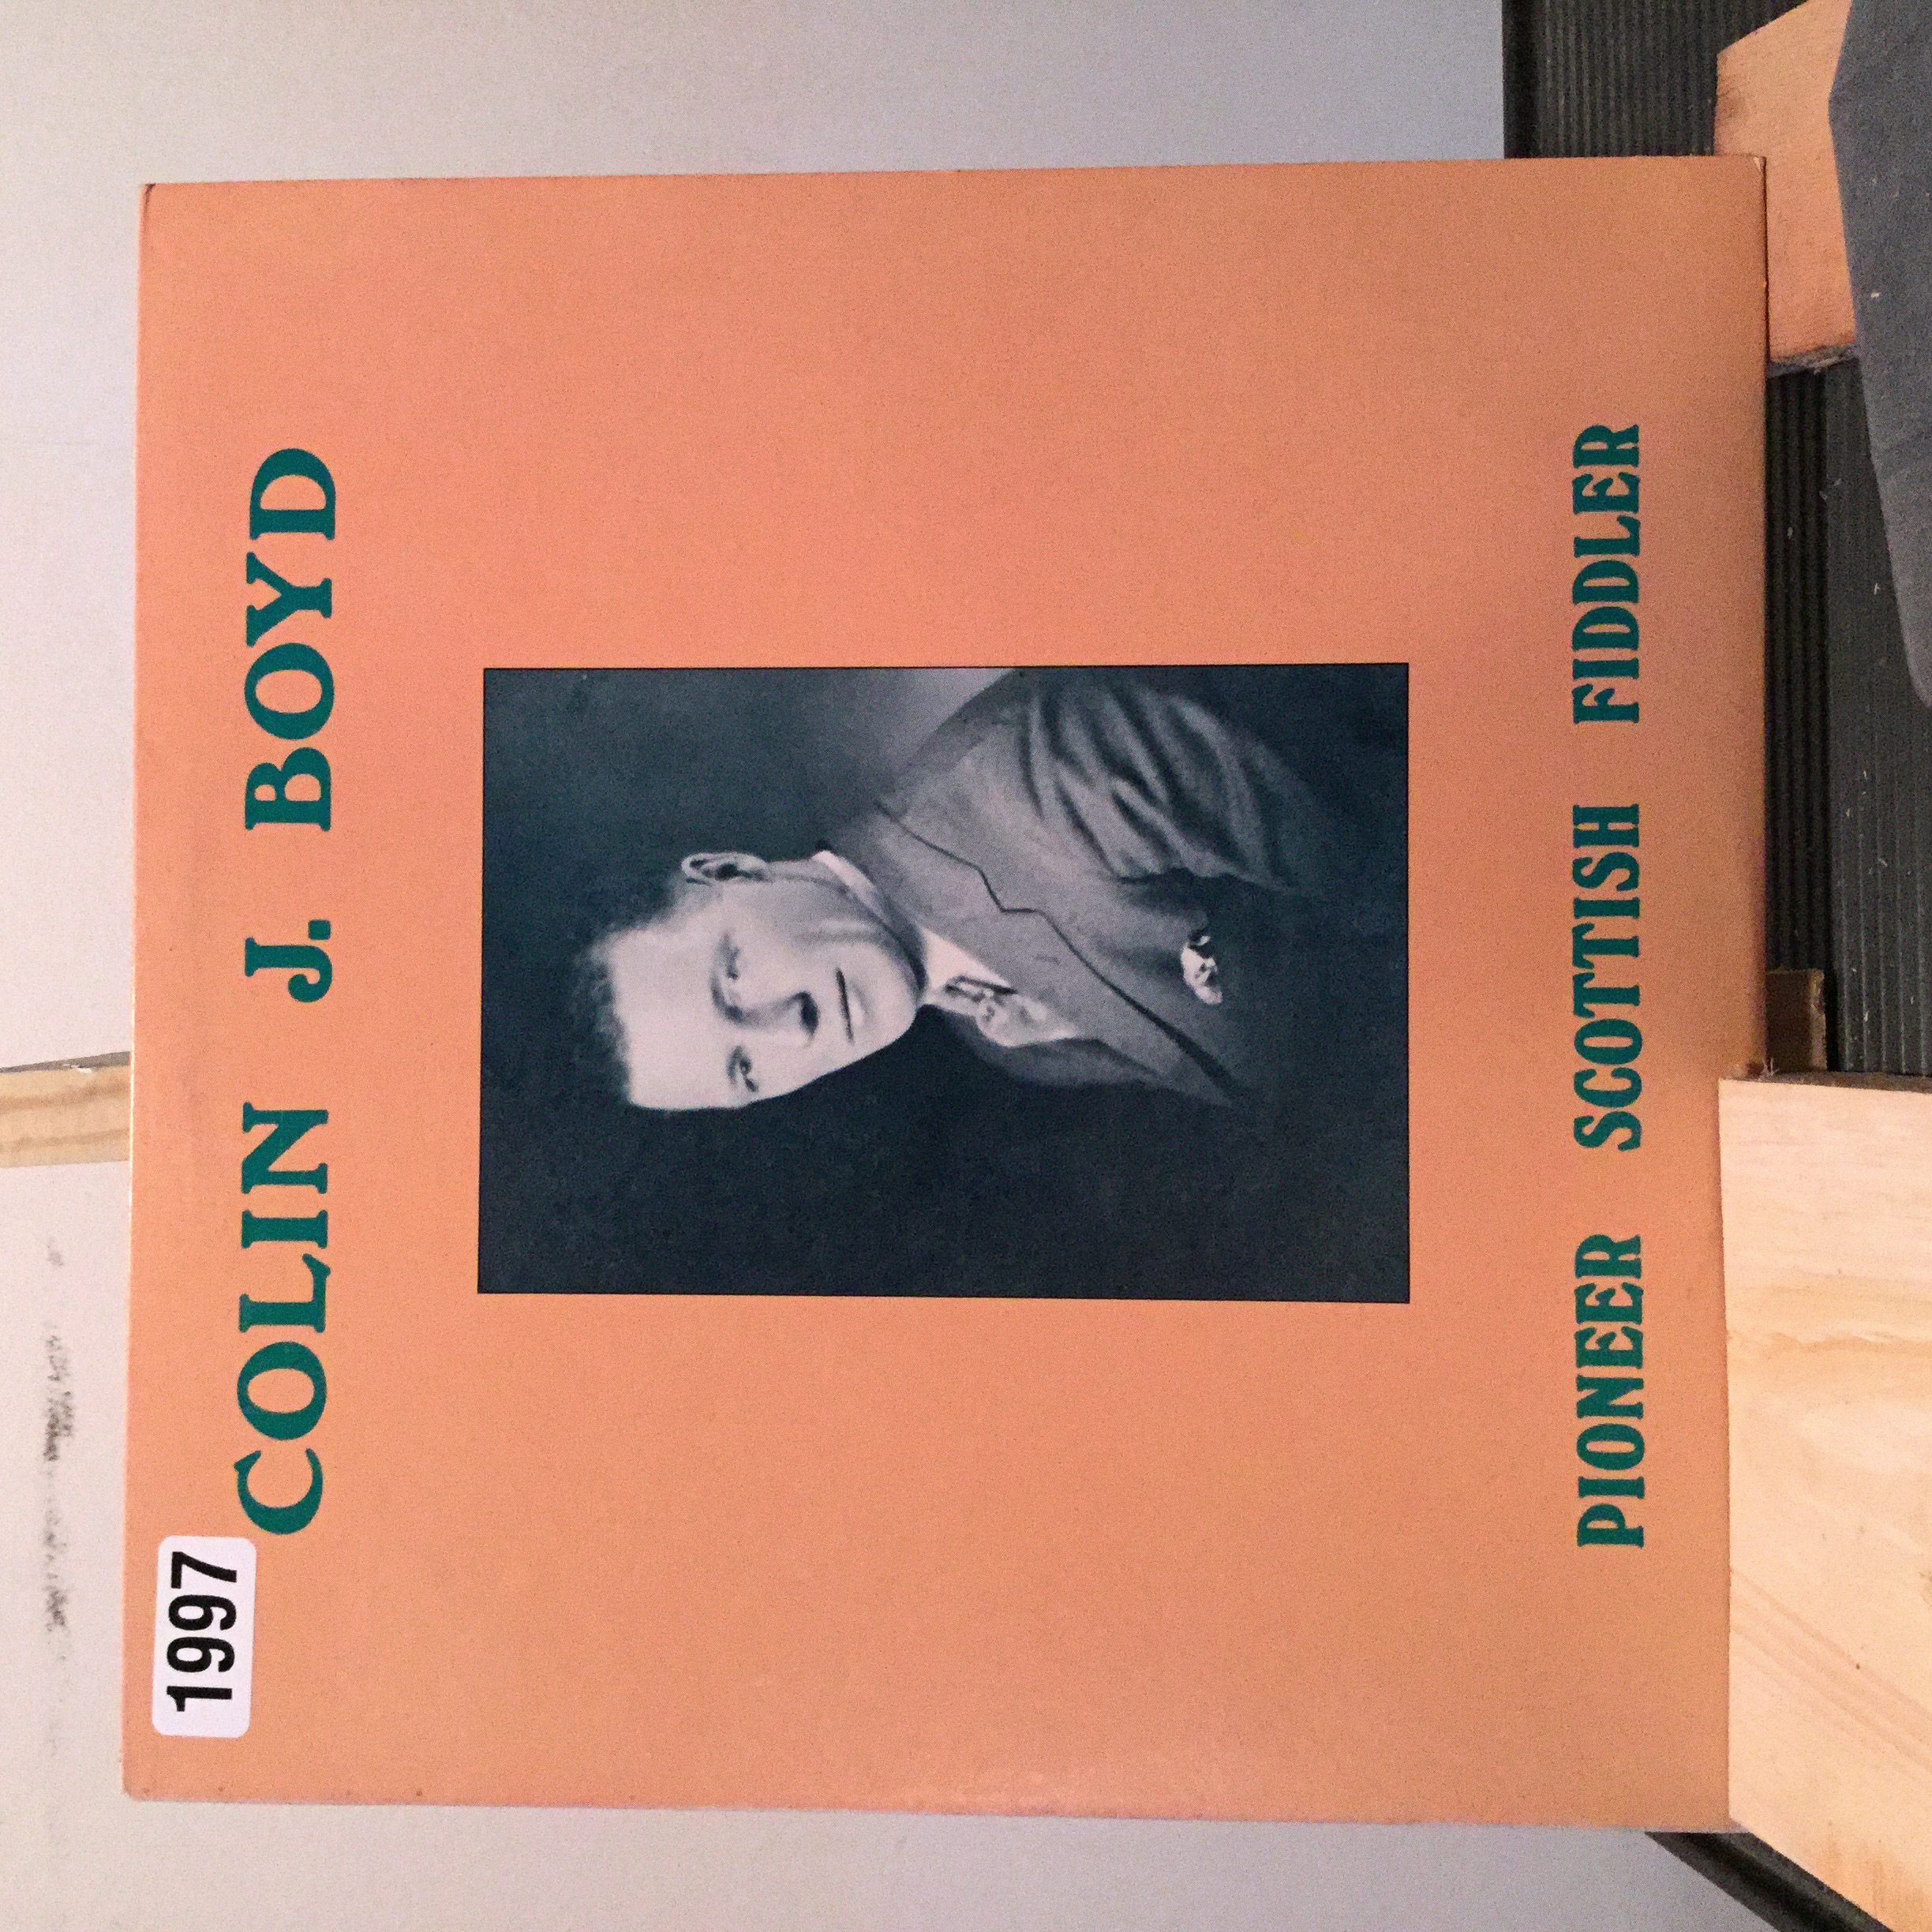 1997
COLIN J. BOYD
PIONEER SCOTTISH FIDDLER